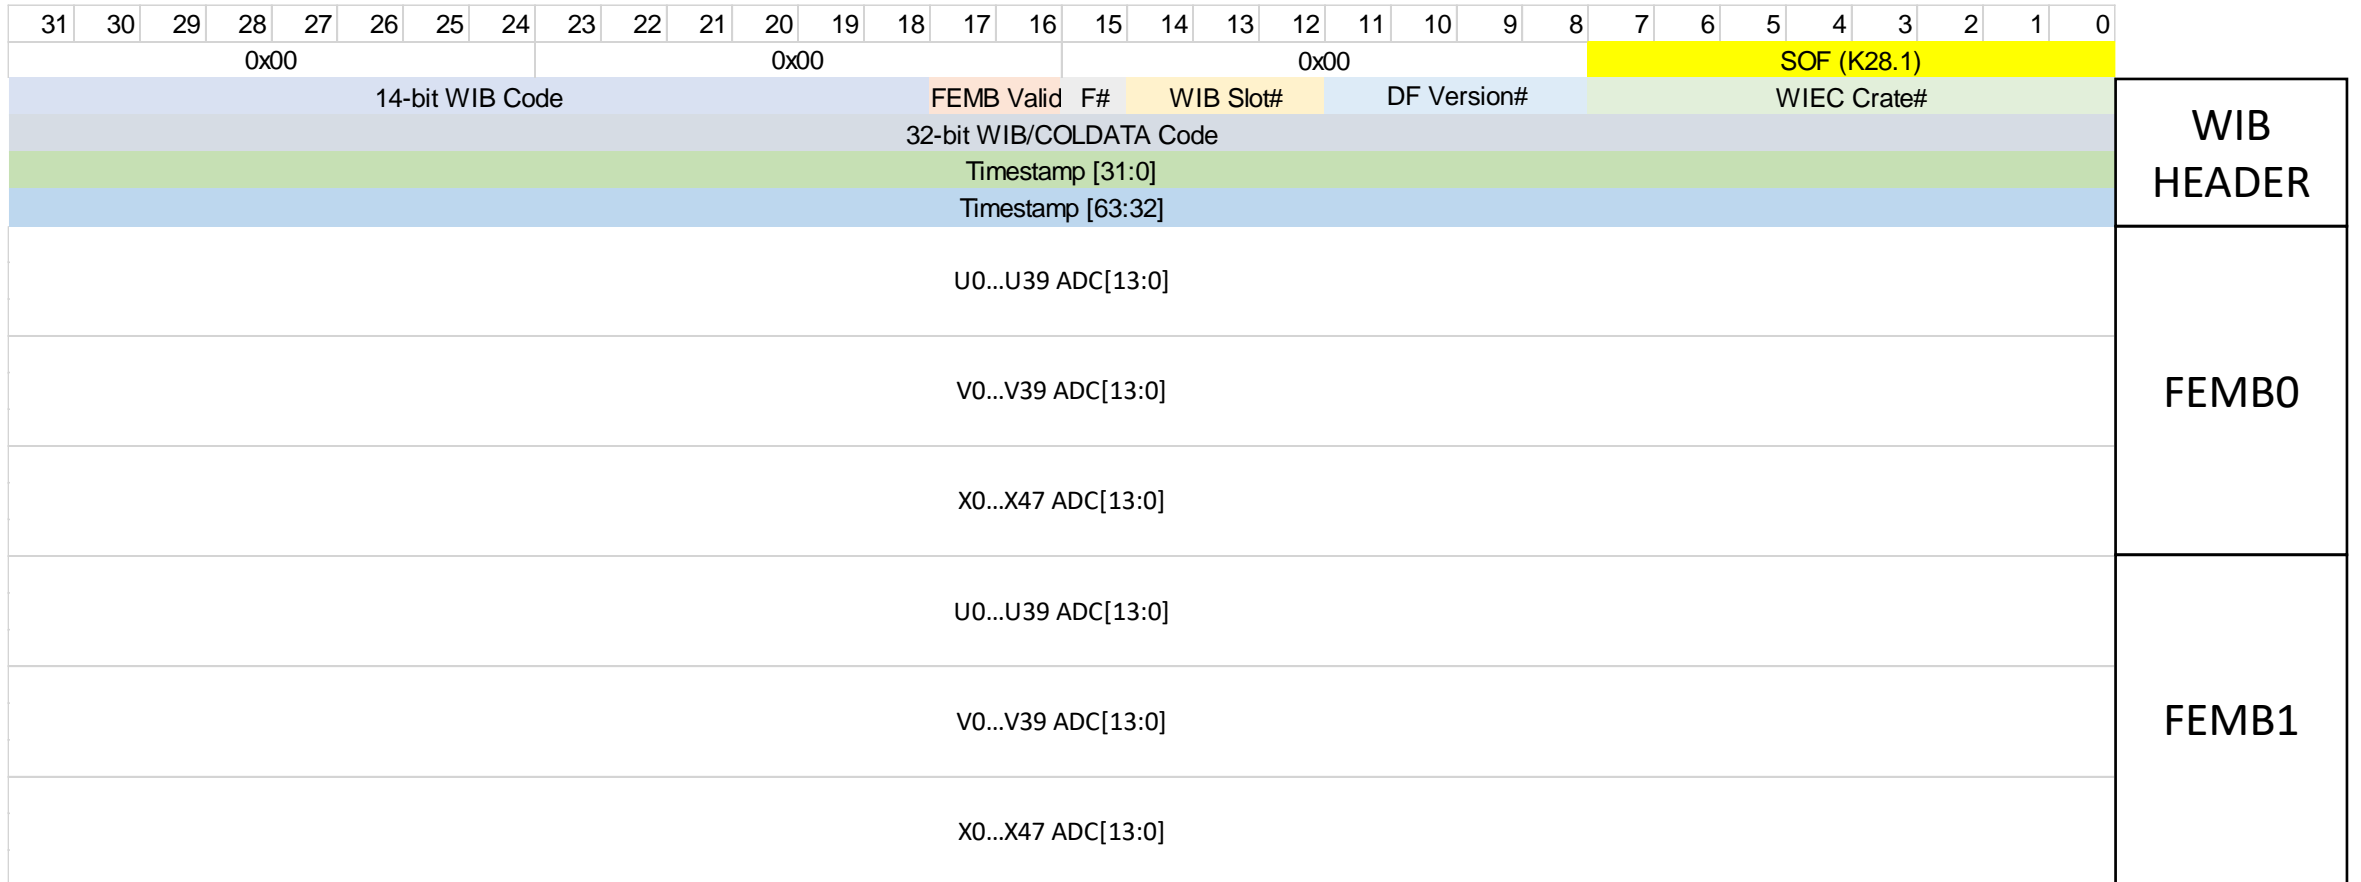 31 30 29 28 27 26 25 24 23 22 21 20 19 18 17 16 15 14 13 12 11 10 9 8 7 6 5 4 3 2 1 0
0x00 0x00 0x00 SOF (K28.1)
14-bit WIB Code FEMB Valid F# WIB Slot# DF Version# WIEC Crate#
32-bit WIB/COLDATA Code
Timestamp [31:0]
Timestamp [63:32]
WIB
HEADER
U0...U39 ADC[13:0]
V0...V39 ADC[13:0]
X0...X47 ADC[13:0]
FEMB0
U0...U39 ADC[13:0]
V0...V39 ADC[13:0]
X0...X47 ADC[13:0]
FEMB1